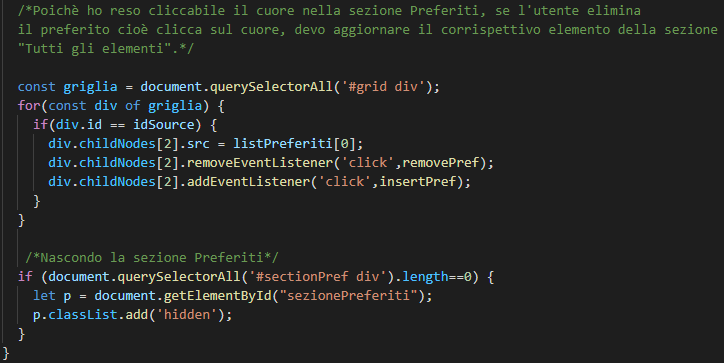 /*Poichè ho reso cliccabile il cuore nella sezione Preferiti, se l'utente elimina
il preferito cioè clicca sul cuore, devo aggiornare il corrispettivo elemento della sezione
"Tutti gli elementi".*/
const griglia = document.querySelectorAll('#grid div');
for(const div of griglia) {
if(div.id == idSource) {
div.childNodes[2].src = listPreferiti[0];
div.childNodes[2].removeEventListener('click',removePref);
div.childNodes[2].addEventListener('click',insertPref);
}
}
/*Nascondo la sezione Preferiti*/
if (document.querySelectorAll('#sectionPref div').length==0) {
let p = document.getElementById("sezionePreferiti");
p.classList.add('hidden');
}
}